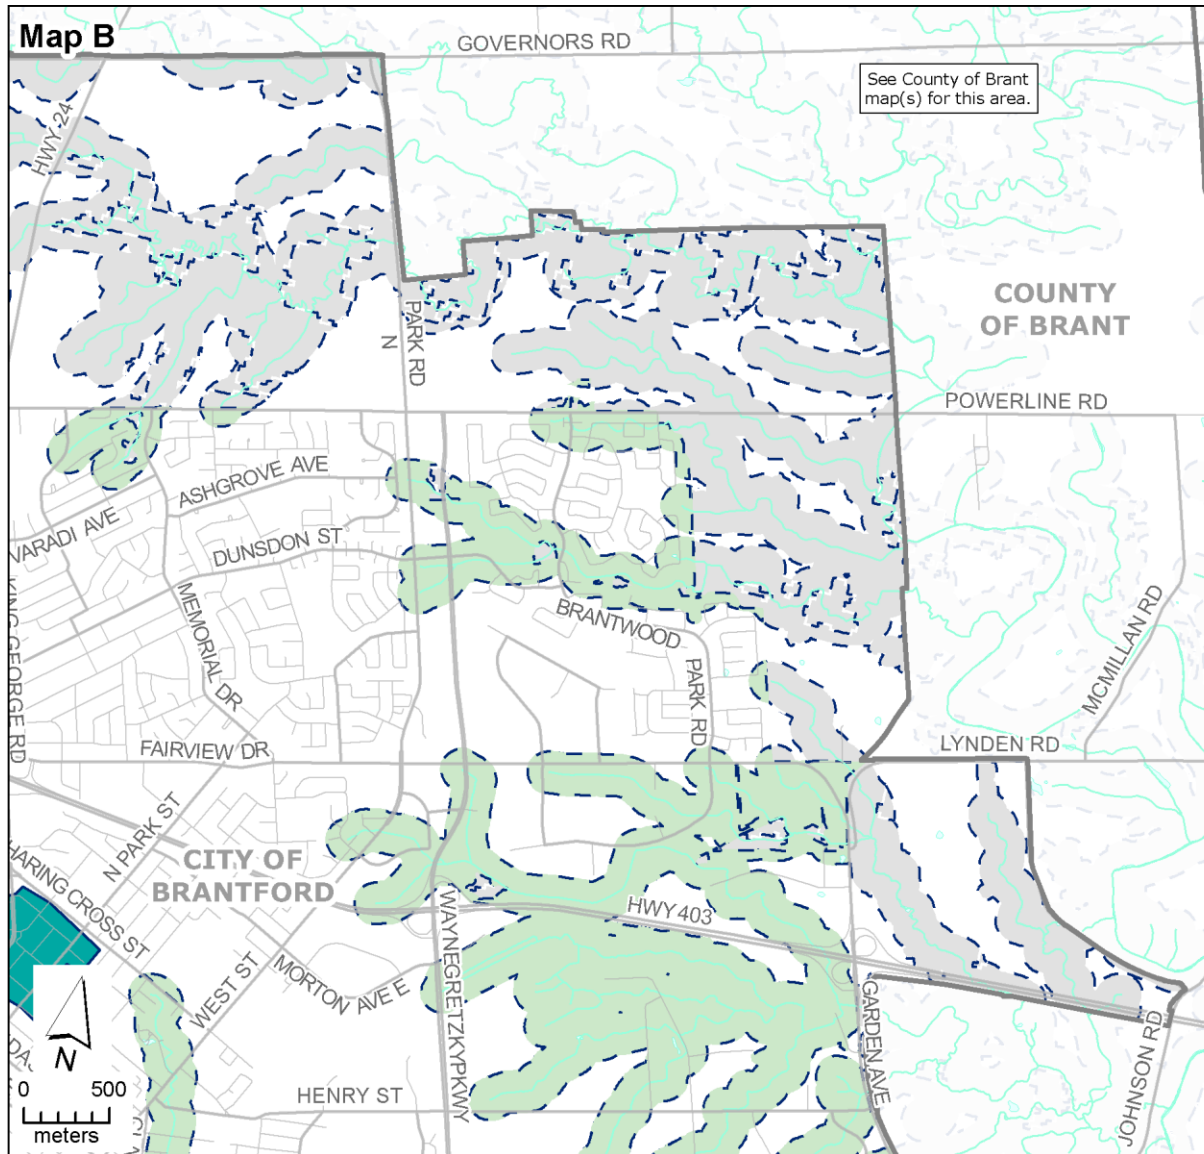 Map B
GOVERNORS RD
See County of Brant
map(s) for this area.
HWY 24
COUNTY
OF BRANT
PARK RD
N
POWERLINE RD
ASHGROVE AVE
VARADI AVE
DUNSDON ST
MEMORIAL DR
BRANTWOOD
PARK RD
MCMILLAN RD
KING GEORGE RD
FAIRVIEW DR
LYNDEN RD
N PARK ST
CITY OF
BRANTFORD
HARING CROSS ST
HWY 403
WAYNE GRETZKY PKWY
WEST ST
MORTON AVE E
GARDEN AVE
JOHNSON RD
N
0 500
meters
HENRY ST